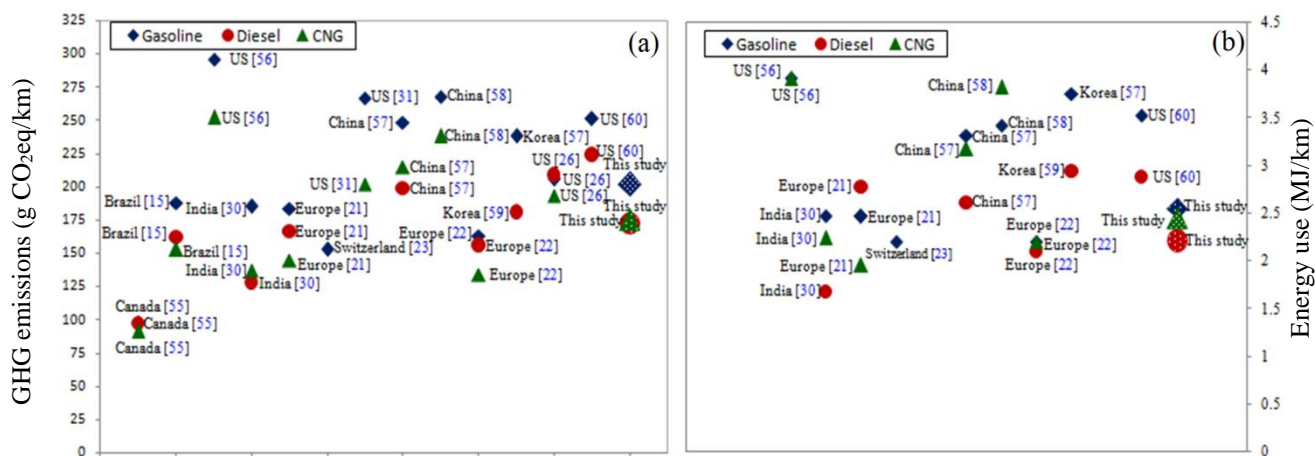 GHG emissions (g CO₂eq/km)
325
300
275
250
225
200
175
150
125
100
75
50
25
0
Gasoline Diesel CNG
(a)
US [56]
US [56]
US [31]
China [58]
China [57]
US [60]
China [58]
Korea [57]
US [60]
US [26]
This study
China [57]
US [26]
US [31]
China [57]
US [26]
Brazil [15]
India [30]
Europe [21]
Korea [59]
This study
This study
Brazil [15]
Europe [21]
Europe [22]
Switzerland [23]
Europe [22]
Brazil [15]
Europe [21]
India [30]
India [30]
Europe [22]
Canada [55]
Canada [55]
Canada [55]
Gasoline Diesel CNG
(b)
US [56]
US [56]
China [58]
Korea [57]
China [58]
US [60]
China [57]
China [57]
Korea [59]
US [60]
Europe [21]
China [57]
India [30]
Europe [21]
Europe [22]
This study
This study
India [30]
Switzerland [23]
Europe [22]
This study
Europe [21]
Europe [22]
India [30]
4.5
4
3.5
3
2.5
2
1.5
1
0.5
0
Energy use (MJ/km)